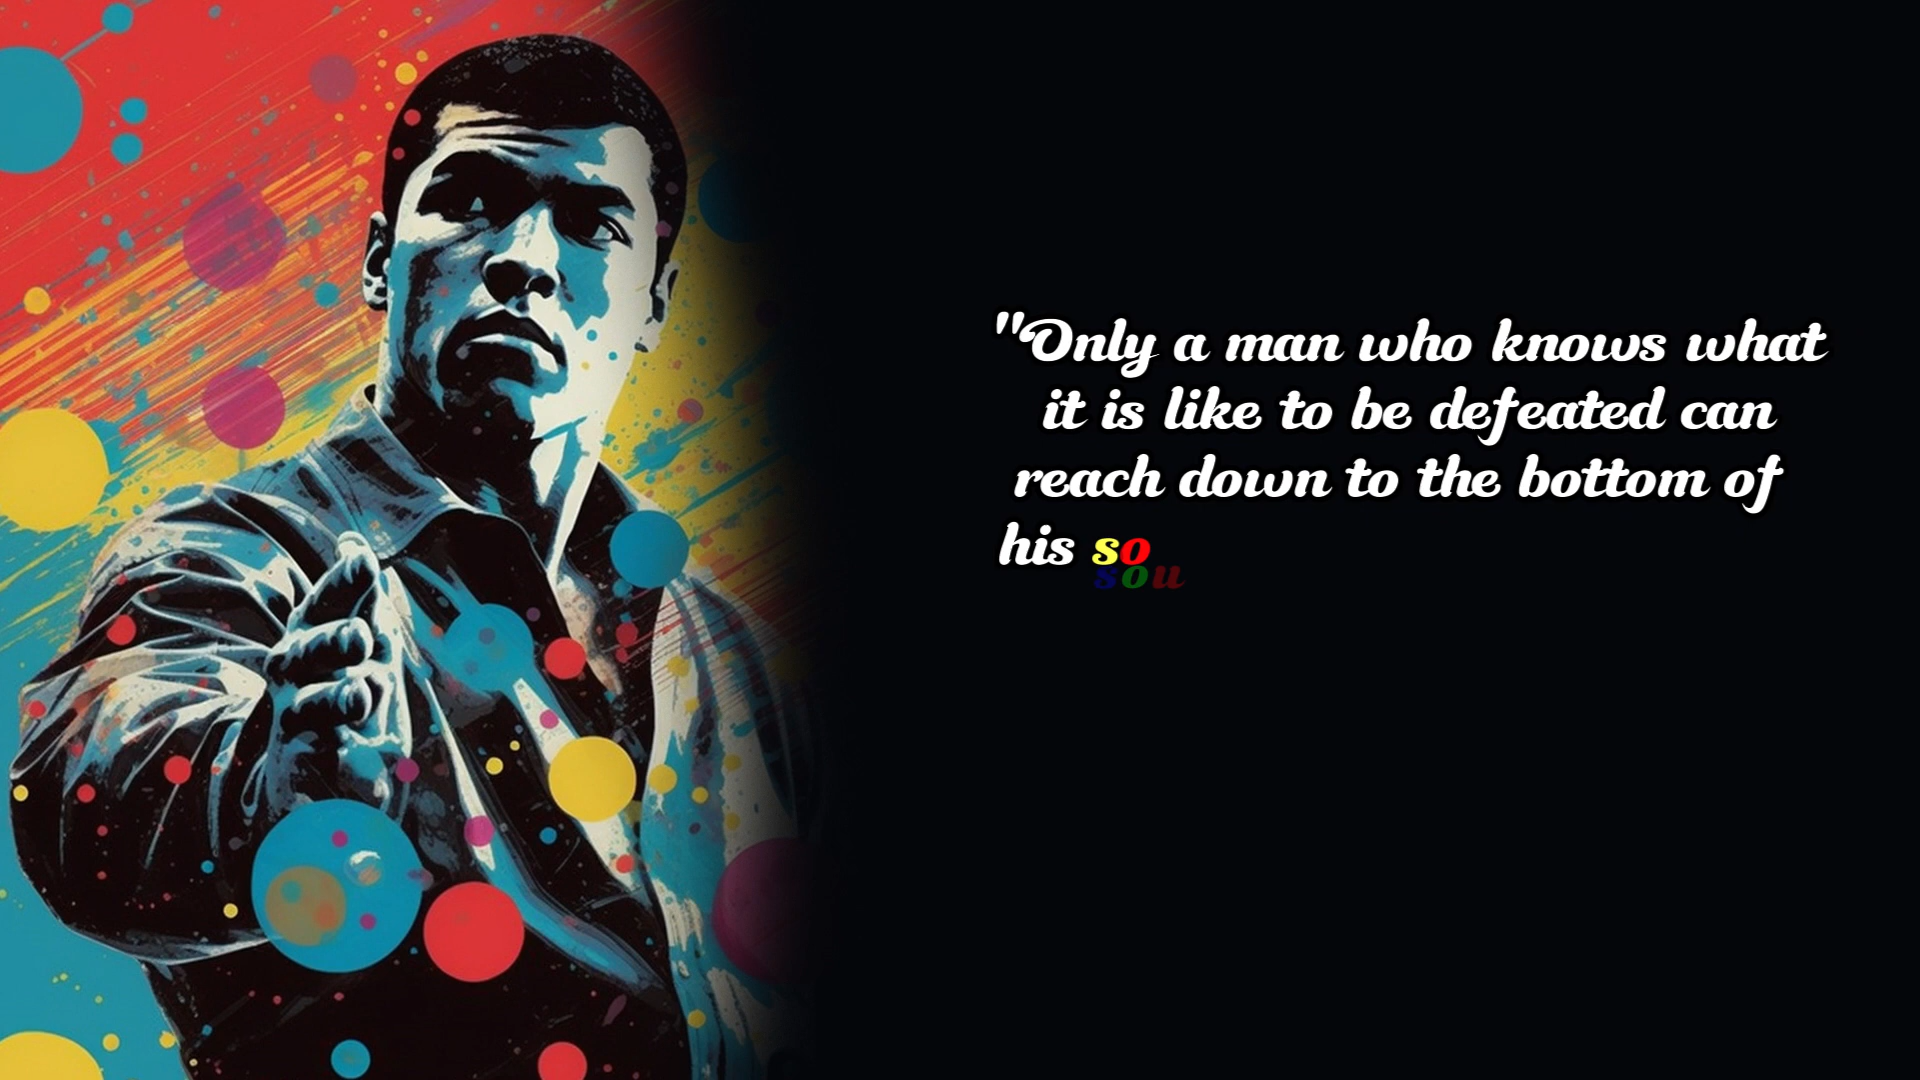 "Only a man who knows what
it is like to be defeated can
reach down to the bottom of
his so
sou